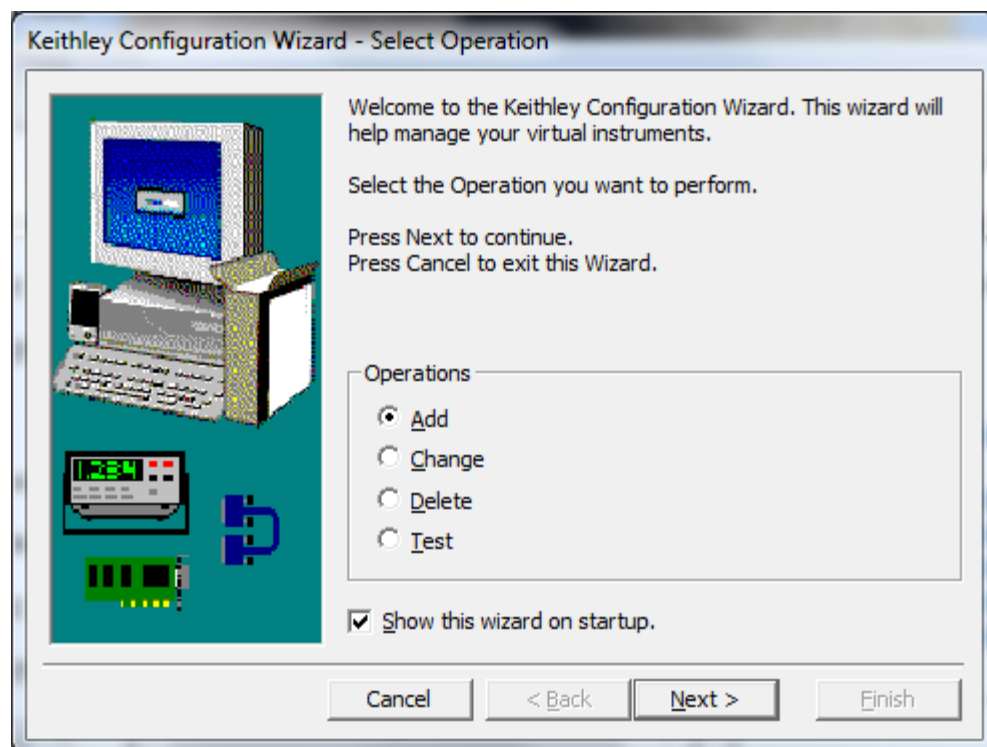 Keithley Configuration Wizard - Select Operation
Welcome to the Keithley Configuration Wizard. This wizard will
help manage your virtual instruments.
Select the Operation you want to perform.
Press Next to continue.
Press Cancel to exit this Wizard.
Operations
Add
Change
Delete
Test
Show this wizard on startup.
Cancel
< Back
Next >
Finish
1.234